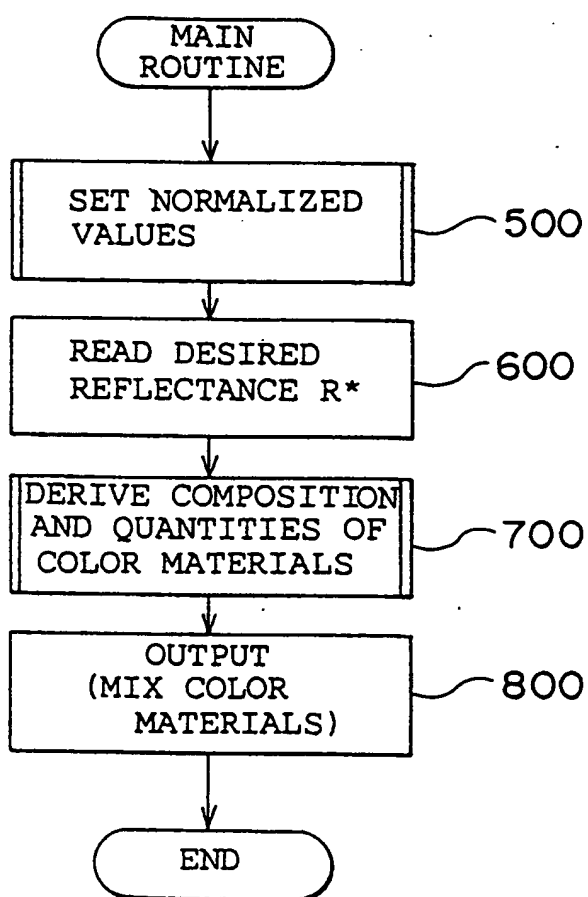 MAIN
ROUTINE
SET NORMALIZED
VALUES
500
READ DESIRED
REFLECTANCE R*
600
DERIVE COMPOSITION
AND QUANTITIES OF
COLOR MATERIALS
700
OUTPUT
(MIX COLOR
MATERIALS)
800
END